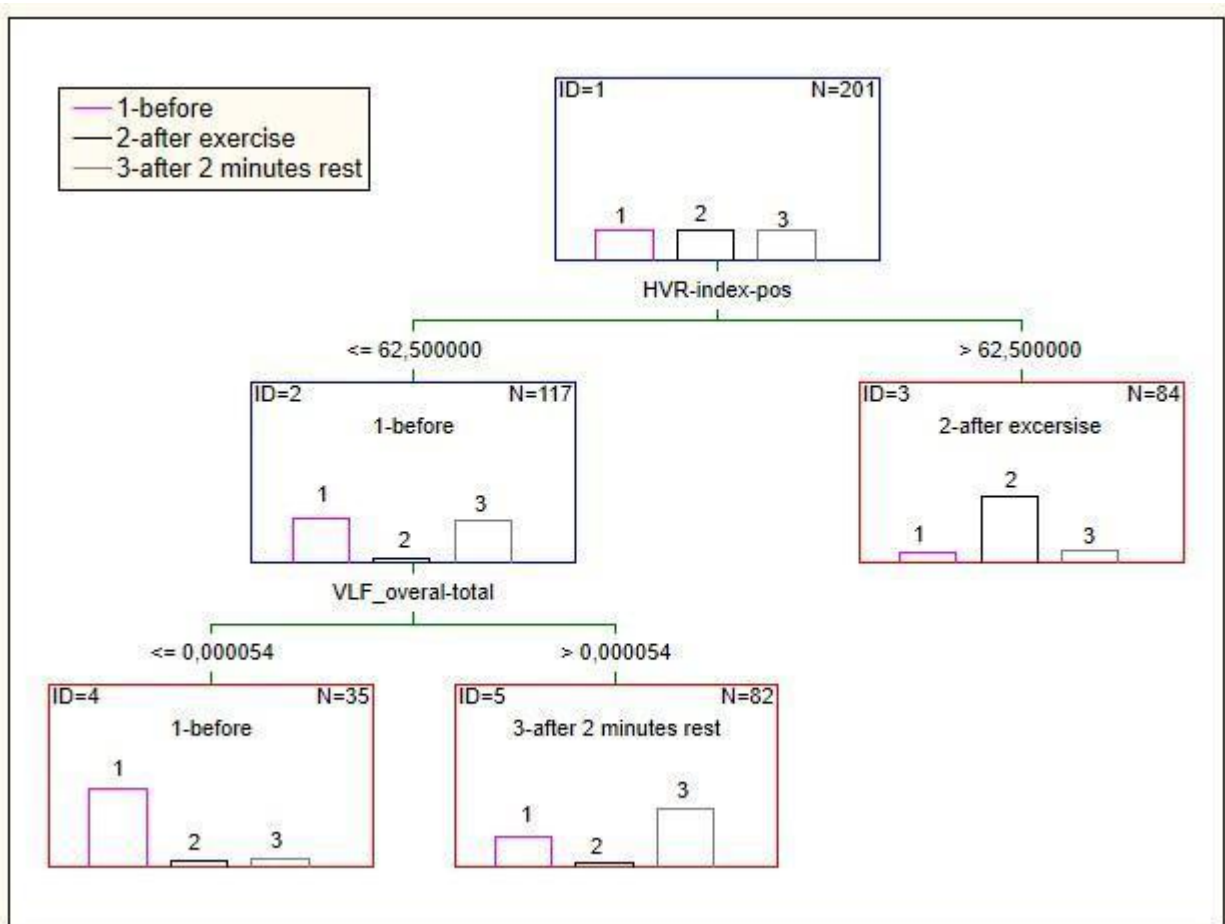 1-before
2-after exercise
3-after 2 minutes rest
ID=1 N=201
1 2 3
HVR-index-pos
<= 62,500000 > 62,500000
ID=2 N=117
1-before
1 2 3
ID=3 N=84
2-after excersise
1 2 3
VLF_overal-total
<= 0,000054 > 0,000054
ID=4 N=35
1-before
1 2 3
ID=5 N=82
3-after 2 minutes rest
1 2 3